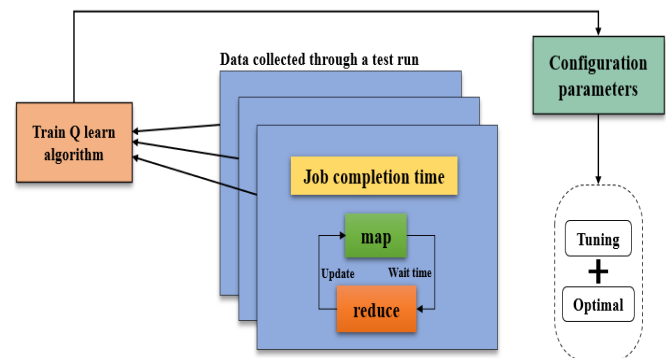 Data collected through a test run
Configuration
parameters
Train Q learn
algorithm
Job completion time
map
Update
Wait time
reduce
Tuning
+
Optimal